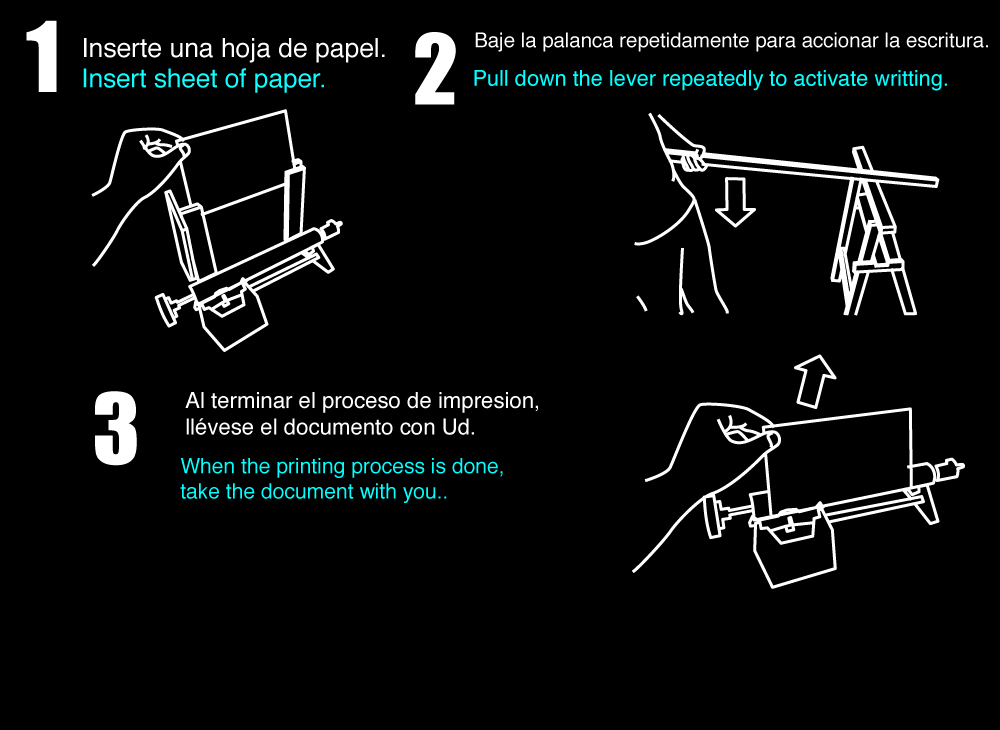 1
Inserte una hoja de papel.
Insert sheet of paper.
2
Baje la palanca repetidamente para accionar la escritura.
Pull down the lever repeatedly to activate writting.
3
Al terminar el proceso de impresion,
llévese el documento con Ud.
When the printing process is done,
take the document with you..